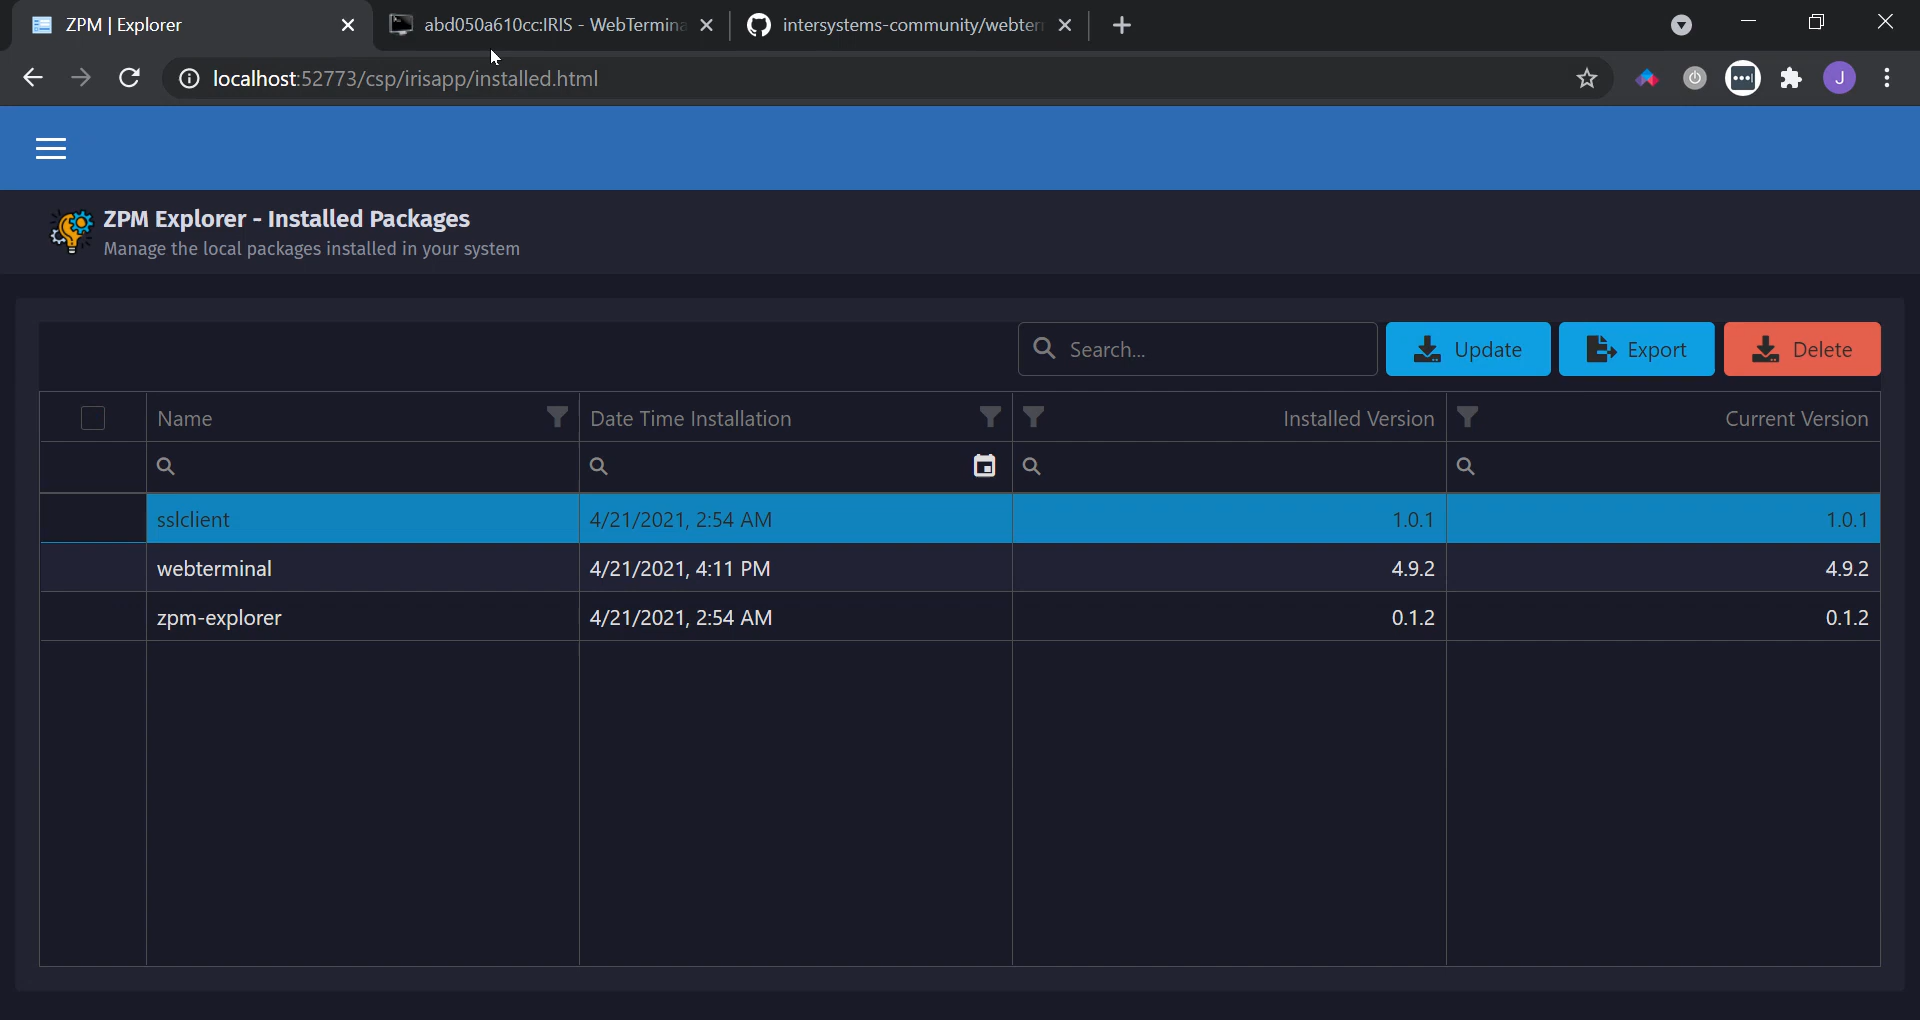 ZPM | Explorer
abd050a610cc:IRIS - WebTermina
intersystems-community/webter
localhost:52773/csp/irisapp/installed.html
J
ZPM Explorer - Installed Packages
Manage the local packages installed in your system
Search...
Update
Export
Delete
Name Date Time Installation Installed Version Current Version
sslclient 4/21/2021, 2:54 AM 1.0.1 1.0.1
webterminal 4/21/2021, 4:11 PM 4.9.2 4.9.2
zpm-explorer 4/21/2021, 2:54 AM 0.1.2 0.1.2